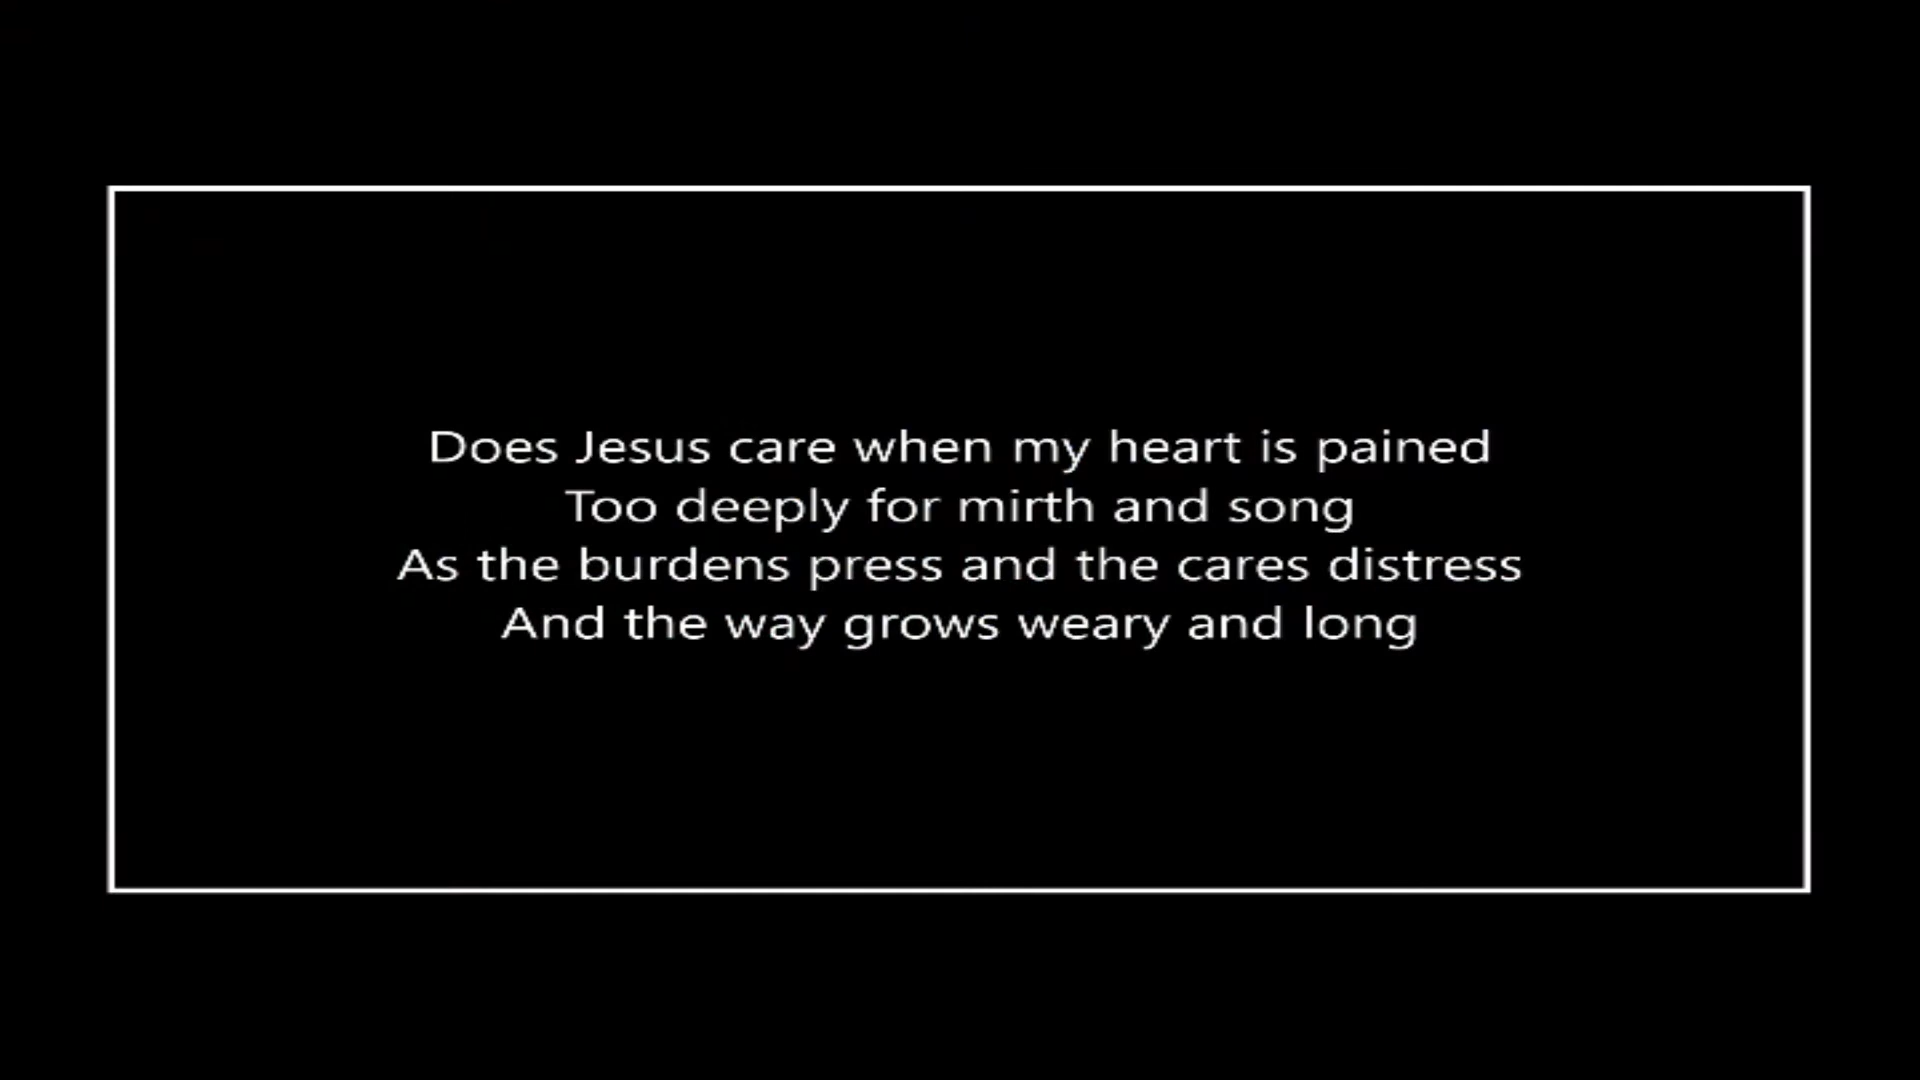 Does Jesus care when my heart is pained
Too deeply for mirth and song
As the burdens press and the cares distress
And the way grows weary and long